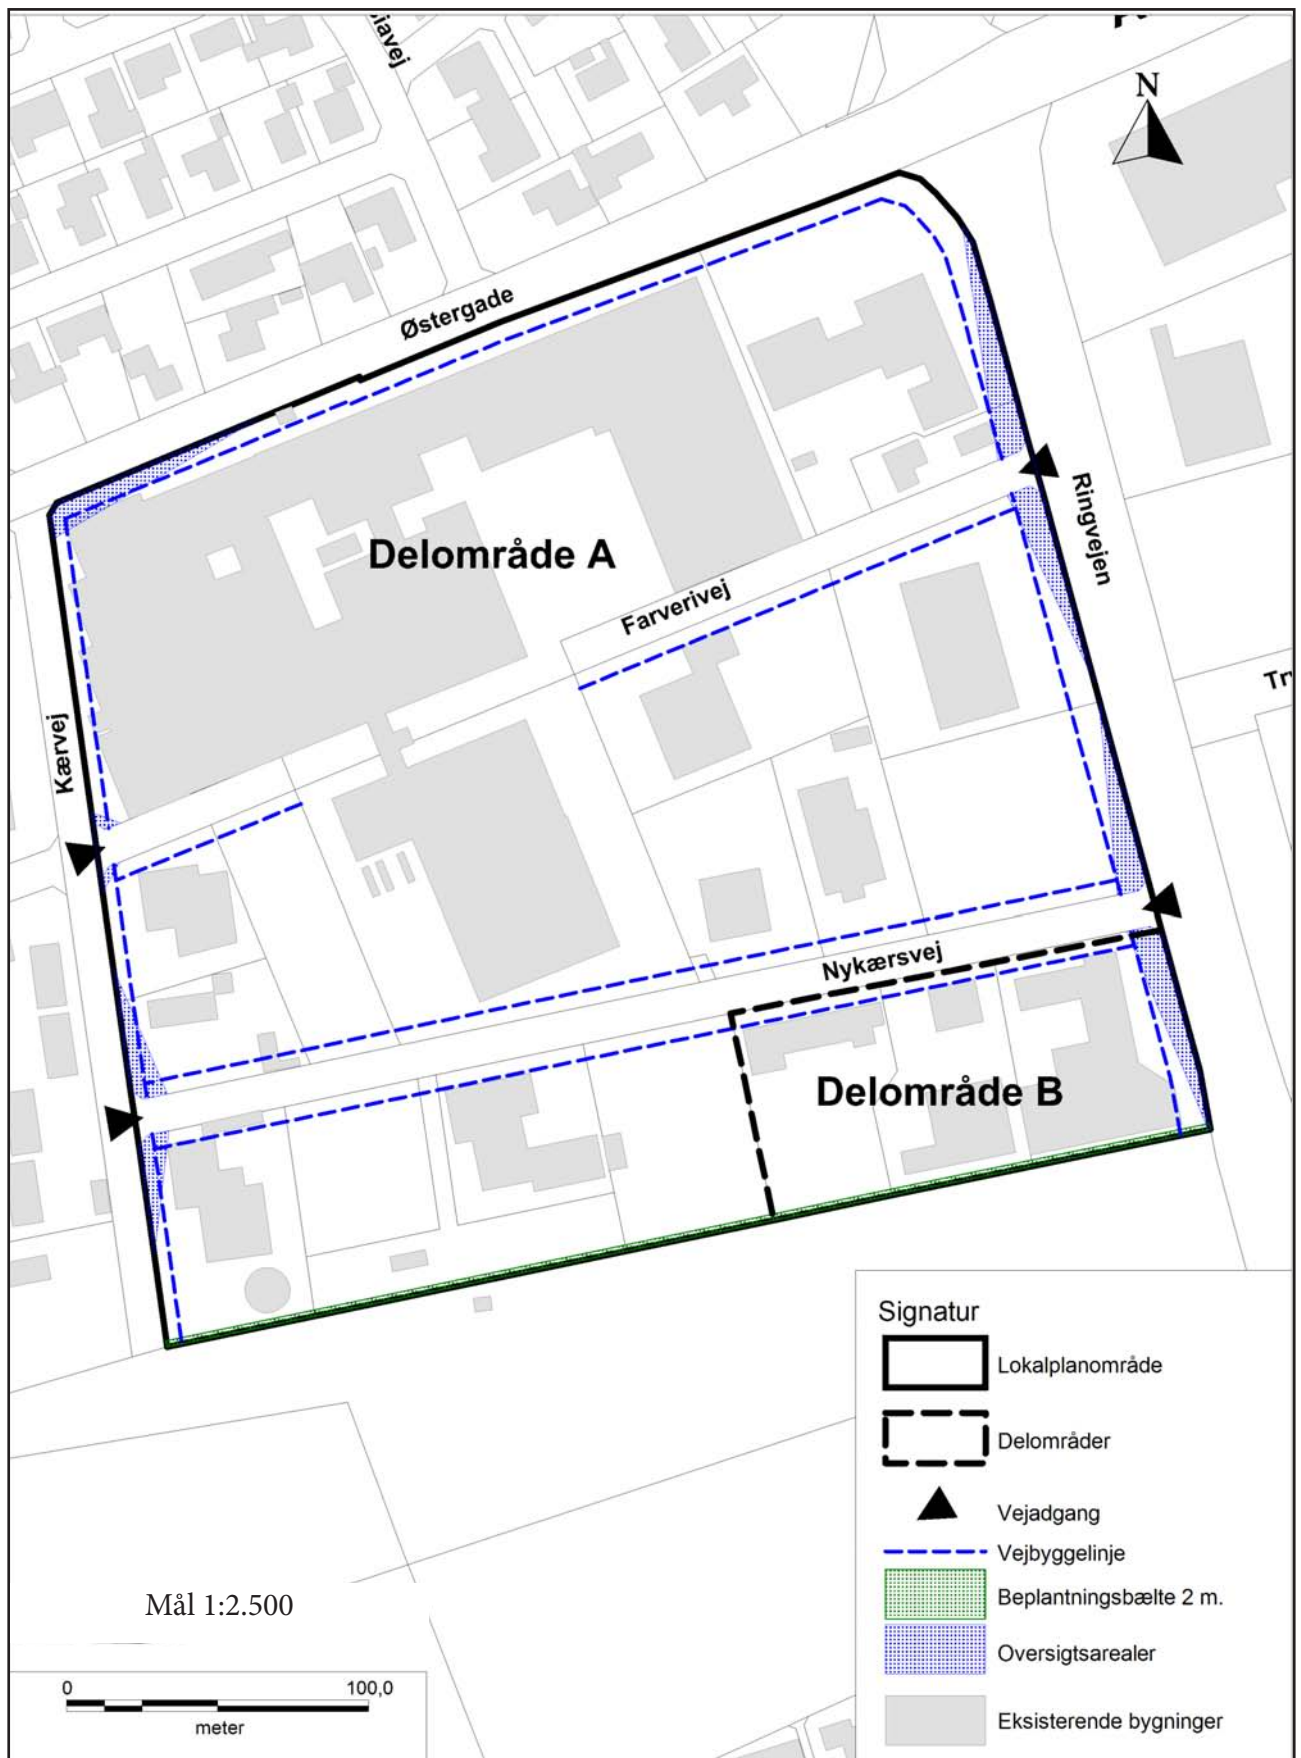 N
Østergade
Delområde A
Ringvejen
Farverivej
Kærvej
Nykærsvej
Delområde B
Signatur
Lokalplanområde
Delområder
Vejadgang
Vejbyggelinje
Beplantningsbælte 2 m.
Oversigtsarealer
Eksisterende bygninger
Mål 1:2.500
0 100,0
meter